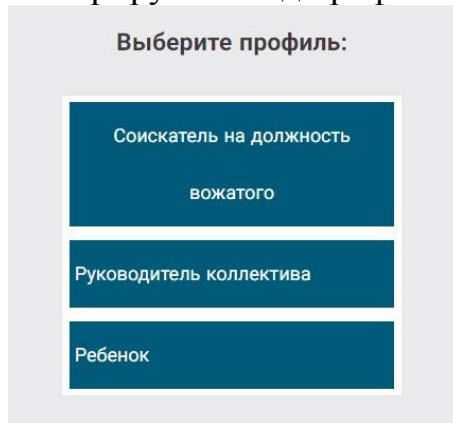 Выберите профиль:
Соискатель на должность
вожатого
Руководитель коллектива
Ребенок